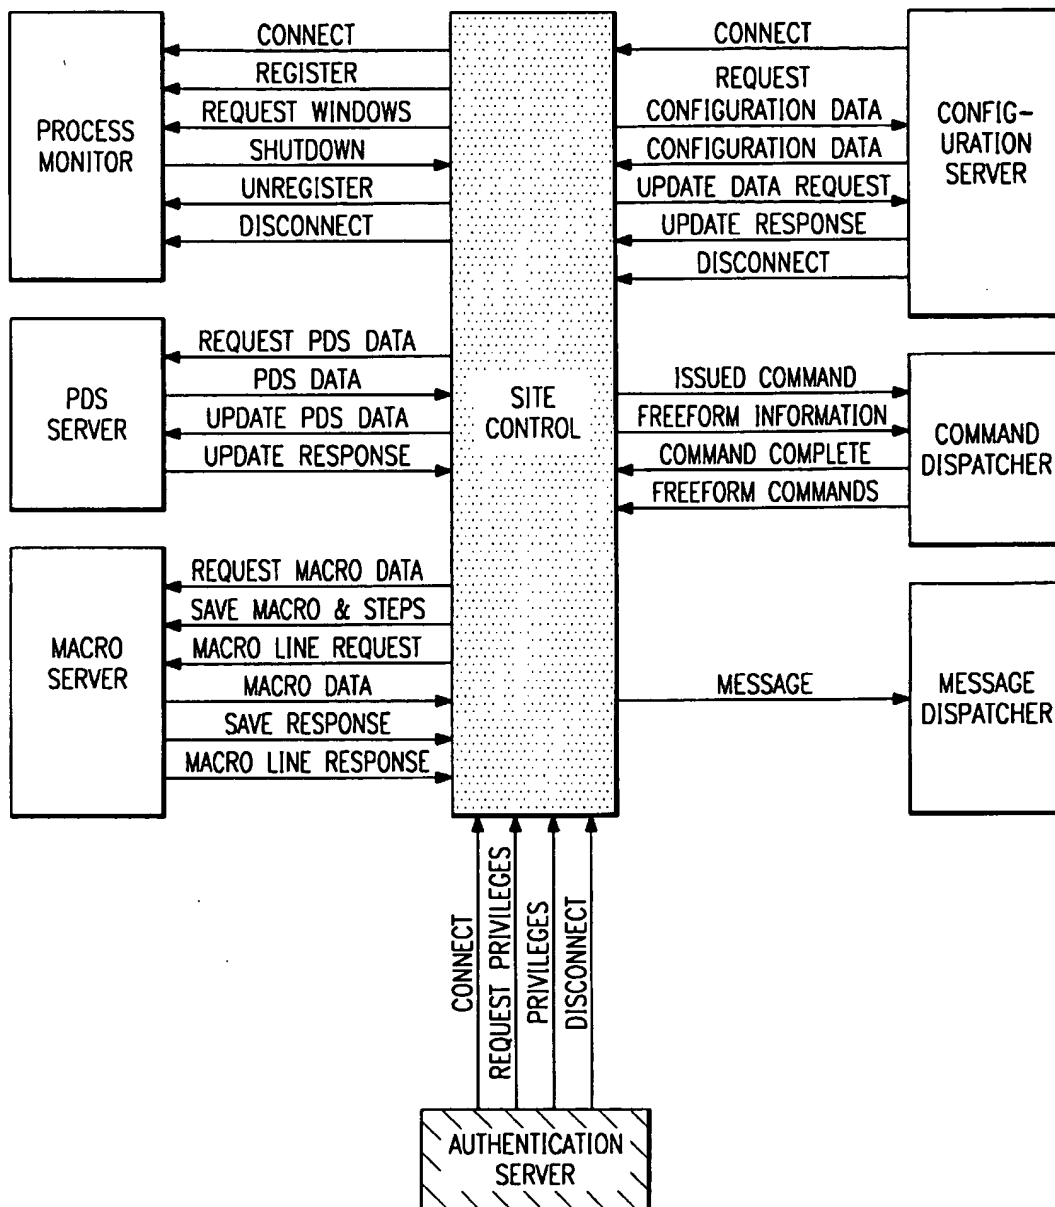 PROCESS
MONITOR
CONNECT
REGISTER
REQUEST WINDOWS
SHUTDOWN
UNREGISTER
DISCONNECT
PDS
SERVER
REQUEST PDS DATA
PDS DATA
UPDATE PDS DATA
UPDATE RESPONSE
MACRO
SERVER
REQUEST MACRO DATA
SAVE MACRO & STEPS
MACRO LINE REQUEST
MACRO DATA
SAVE RESPONSE
MACRO LINE RESPONSE
SITE
CONTROL
CONNECT
REQUEST
CONFIGURATION DATA
CONFIGURATION DATA
UPDATE DATA REQUEST
UPDATE RESPONSE
DISCONNECT
CONFIG-
URATION
SERVER
ISSUED COMMAND
FREEFORM INFORMATION
COMMAND COMPLETE
FREEFORM COMMANDS
COMMAND
DISPATCHER
MESSAGE
MESSAGE
DISPATCHER
CONNECT
REQUEST PRIVILEGES
PRIVILEGES
DISCONNECT
AUTHENTICATION
SERVER